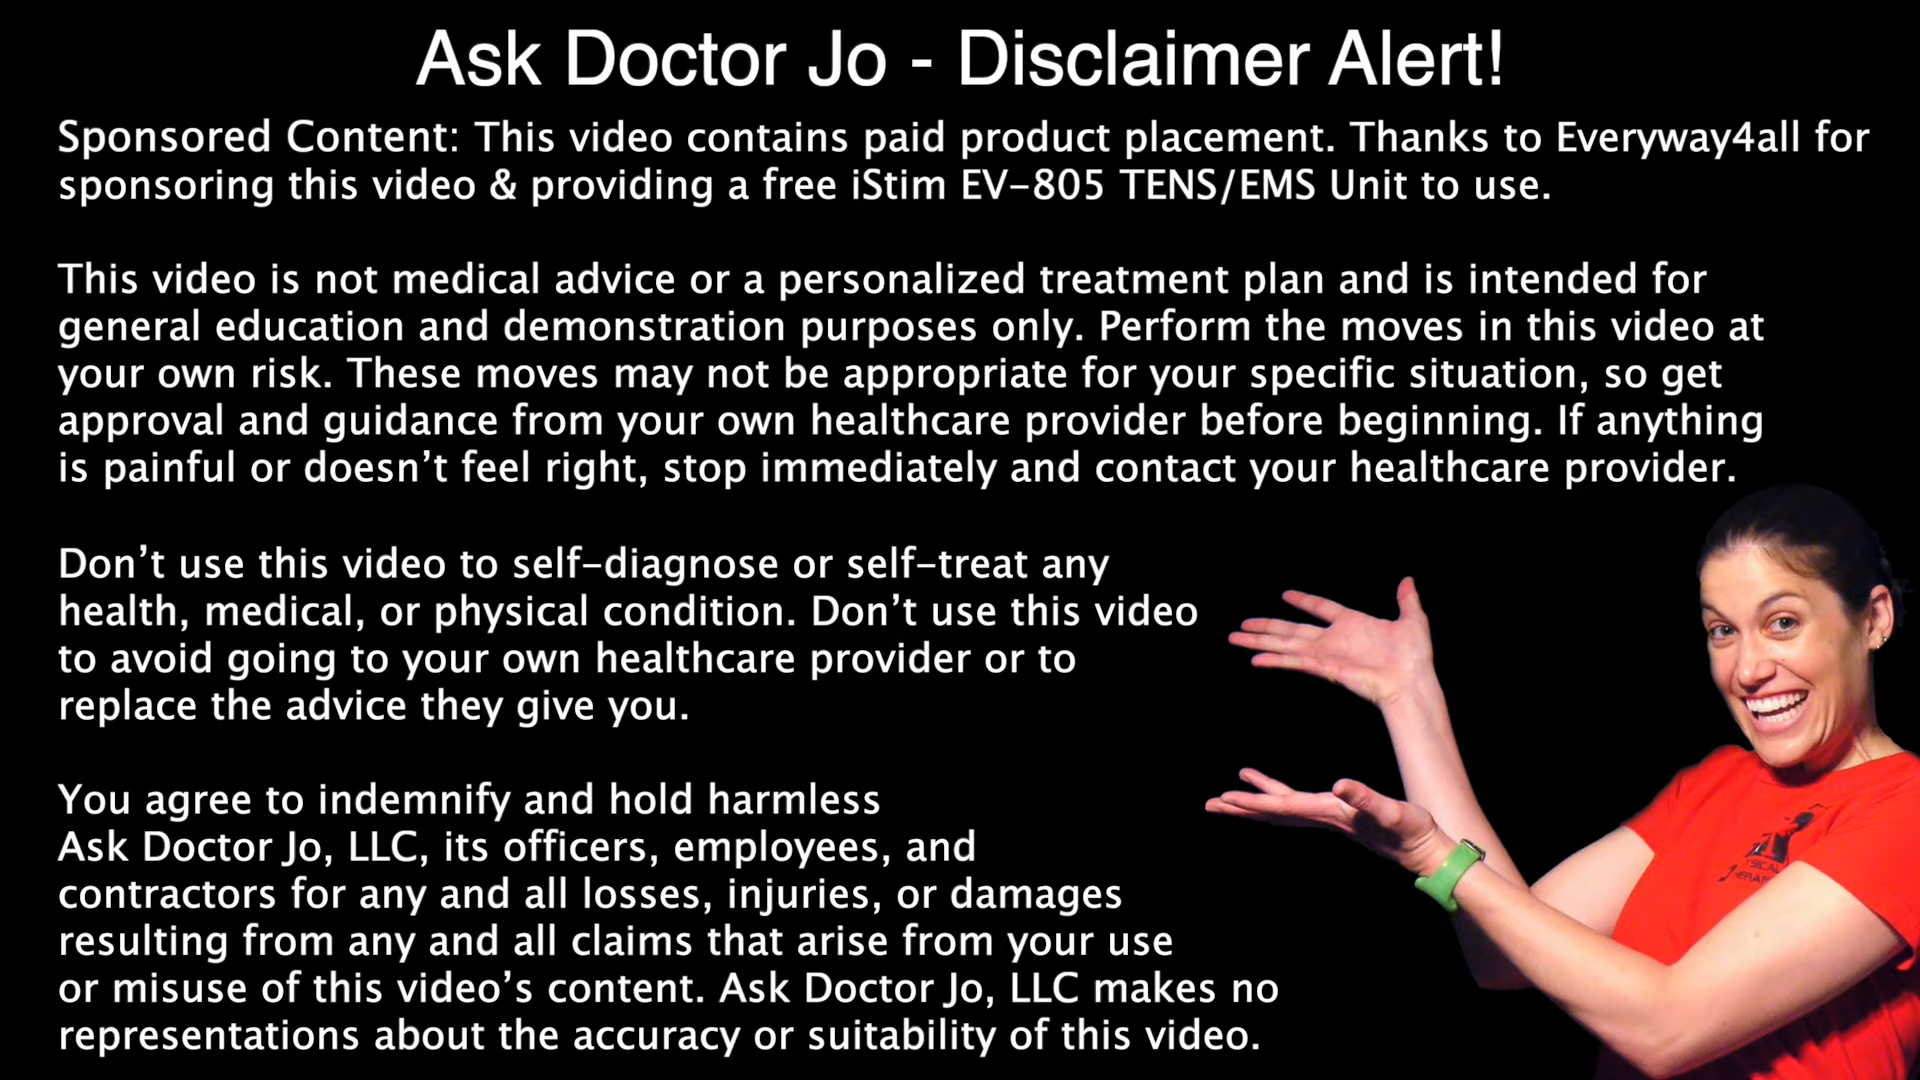 Ask Doctor Jo - Disclaimer Alert!
Sponsored Content: This video contains paid product placement. Thanks to Everyway4all for
sponsoring this video & providing a free iStim EV-805 TENS/EMS Unit to use.
This video is not medical advice or a personalized treatment plan and is intended for
general education and demonstration purposes only. Perform the moves in this video at
your own risk. These moves may not be appropriate for your specific situation, so get
approval and guidance from your own healthcare provider before beginning. If anything
is painful or doesn’t feel right, stop immediately and contact your healthcare provider.
Don’t use this video to self-diagnose or self-treat any
health, medical, or physical condition. Don’t use this video
to avoid going to your own healthcare provider or to
replace the advice they give you.
You agree to indemnify and hold harmless
Ask Doctor Jo, LLC, its officers, employees, and
contractors for any and all losses, injuries, or damages
resulting from any and all claims that arise from your use
or misuse of this video’s content. Ask Doctor Jo, LLC makes no
representations about the accuracy or suitability of this video.